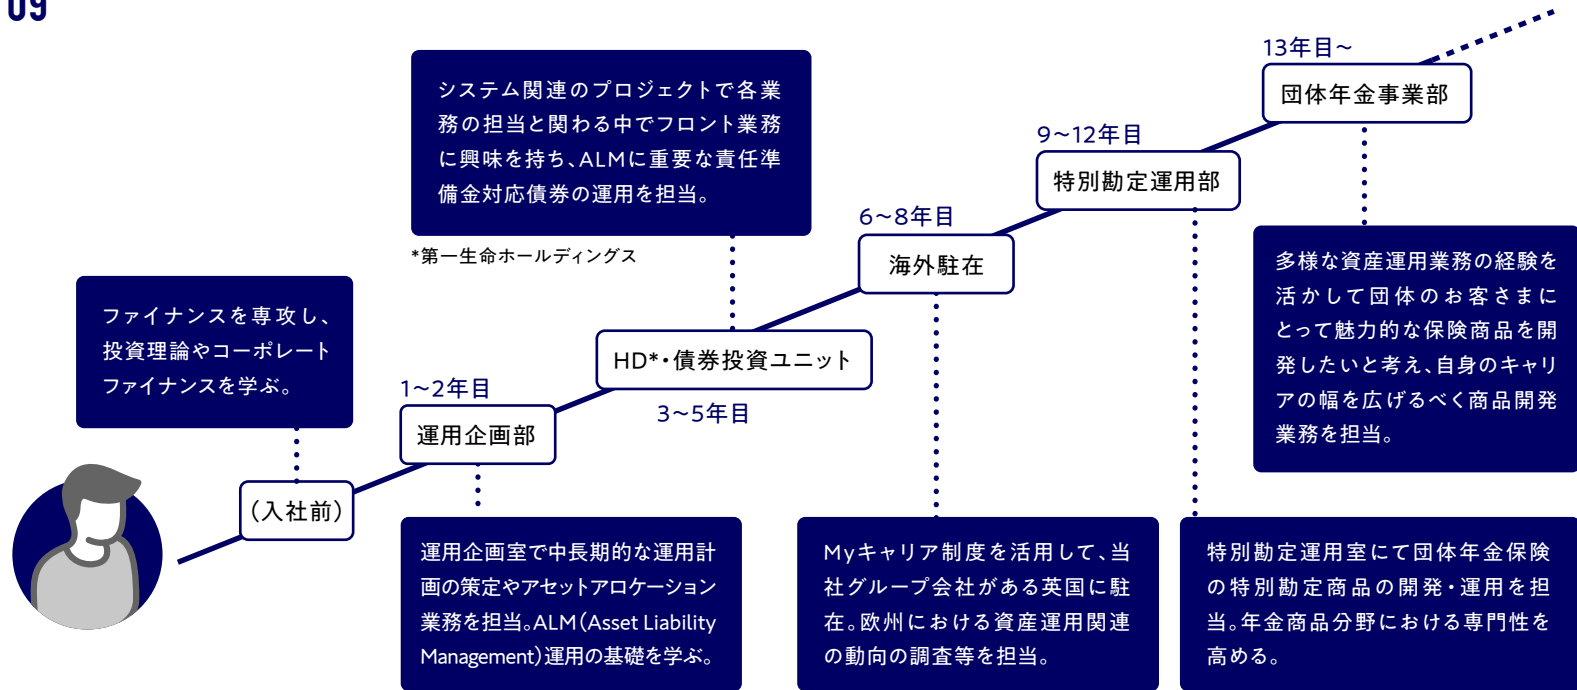 09
ファイナンスを専攻し、
投資理論やコーポレート
ファイナンスを学ぶ。
(入社前)
1~2年目
運用企画部
運用企画室で中長期的な運用計
画の策定やアセットアロケーション
業務を担当。ALM(Asset Liability
Management)運用の基礎を学ぶ。
システム関連のプロジェクトで各業
務の担当と関わる中でフロント業務
に興味を持ち、ALMに重要な責任準
備金対応債券の運用を担当。
*第一生命ホールディングス
HD*・債券投資ユニット
3~5年目
6~8年目
海外駐在
Myキャリア制度を活用して、当
社グループ会社がある英国に駐
在。欧州における資産運用関連
の動向の調査等を担当。
9~12年目
特別勘定運用部
特別勘定運用室にて団体年金保険
の特別勘定商品の開発・運用を担
当。年金商品分野における専門性を
高める。
13年目~
団体年金事業部
多様な資産運用業務の経験を
活かして団体のお客さまに
とって魅力的な保険商品を開
発したいと考え、自身のキャリ
アの幅を広げるべく商品開発
業務を担当。